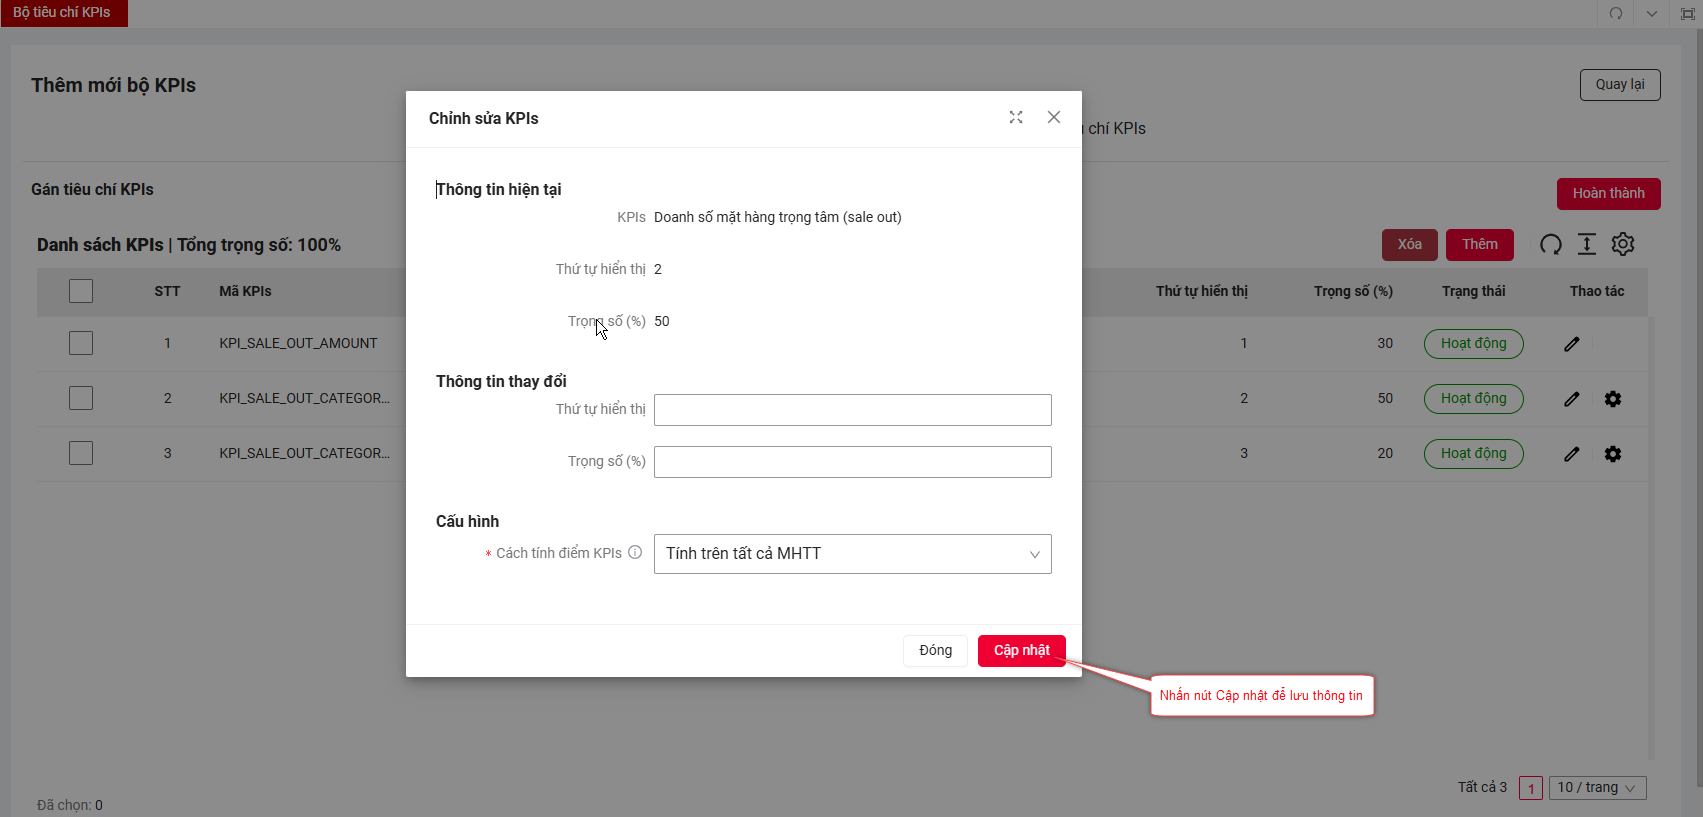 Bộ tiêu chí KPIs
Thêm mới bộ KPIs
Quay lại
chí KPIs
Gán tiêu chí KPIs
Hoàn thành
Danh sách KPIs | Tổng trọng số: 100%
Xóa
Thêm
STT
Mã KPIs
Thứ tự hiển thị
Trọng số (%)
Trạng thái
Thao tác
1
KPI_SALE_OUT_AMOUNT
1
30
Hoạt động
2
KPI_SALE_OUT_CATEGOR...
2
50
Hoạt động
3
KPI_SALE_OUT_CATEGOR...
3
20
Hoạt động
Chỉnh sửa KPIs
Thông tin hiện tại
KPIs Doanh số mặt hàng trọng tâm (sale out)
Thứ tự hiển thị 2
Trọng số (%) 50
Thông tin thay đổi
Thứ tự hiển thị
Trọng số (%)
Cấu hình
* Cách tính điểm KPIs
Tính trên tất cả MHTT
Đóng
Cập nhật
Nhấn nút Cập nhật để lưu thông tin
Tất cả 3
1
10 / trang
Đã chọn: 0